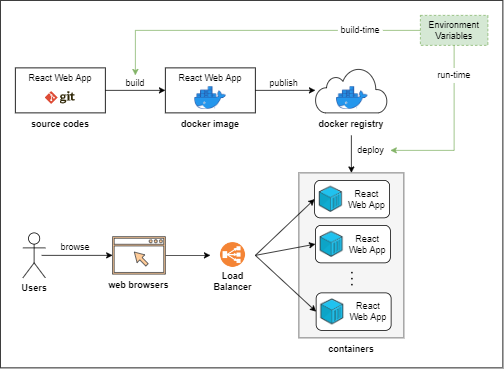 Environment
Variables
build-time
run-time
React Web App
git
source codes
build
React Web App
docker image
publish
docker registry
deploy
React
Web App
React
Web App
React
Web App
containers
Users
browse
web browsers
Load
Balancer